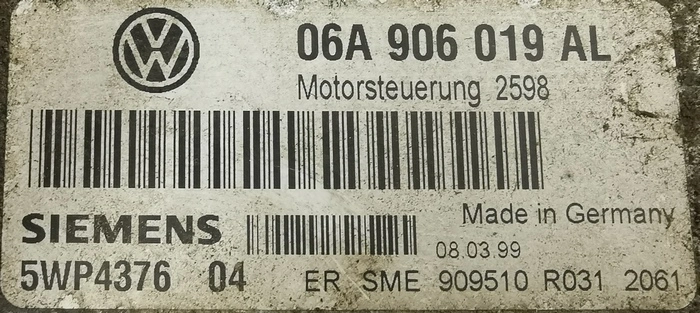 06A 906 019 AL
Motorsteuerung 2598
SIEMENS
Made in Germany
08.03.99
5WP4376 04
ER SME 909510 R031 2061